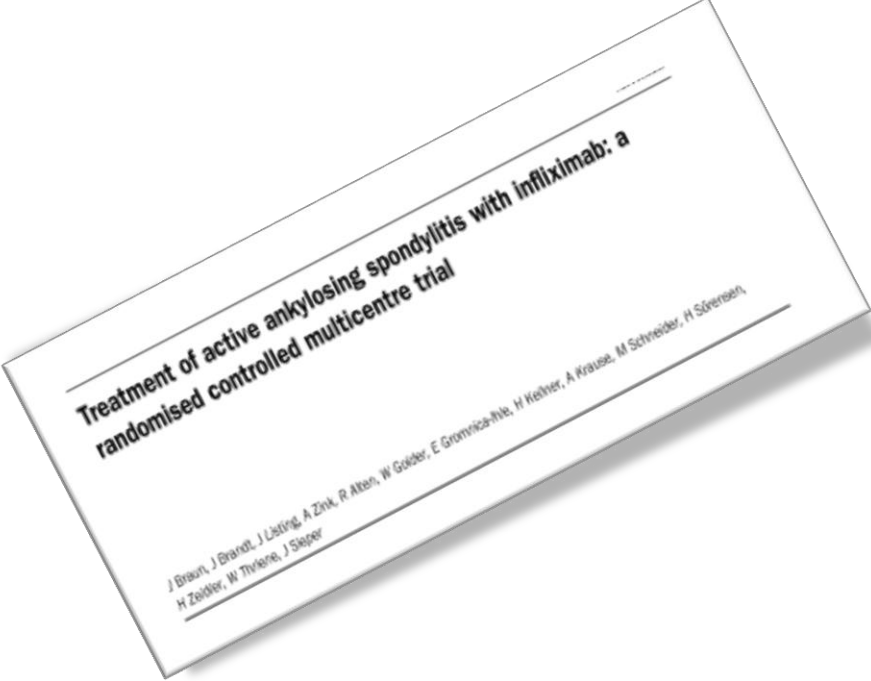 Treatment of active ankylosing spondylitis with infliximab: a
randomised controlled multicentre trial
J Braun, J Brandt, J Listing, A Zink, R Alten, W Golder, E Gromnica-Ihle, H Kellner, A Krause, M Schneider, H Sörensen,
H Zeidler, W Thriene, J Sieper